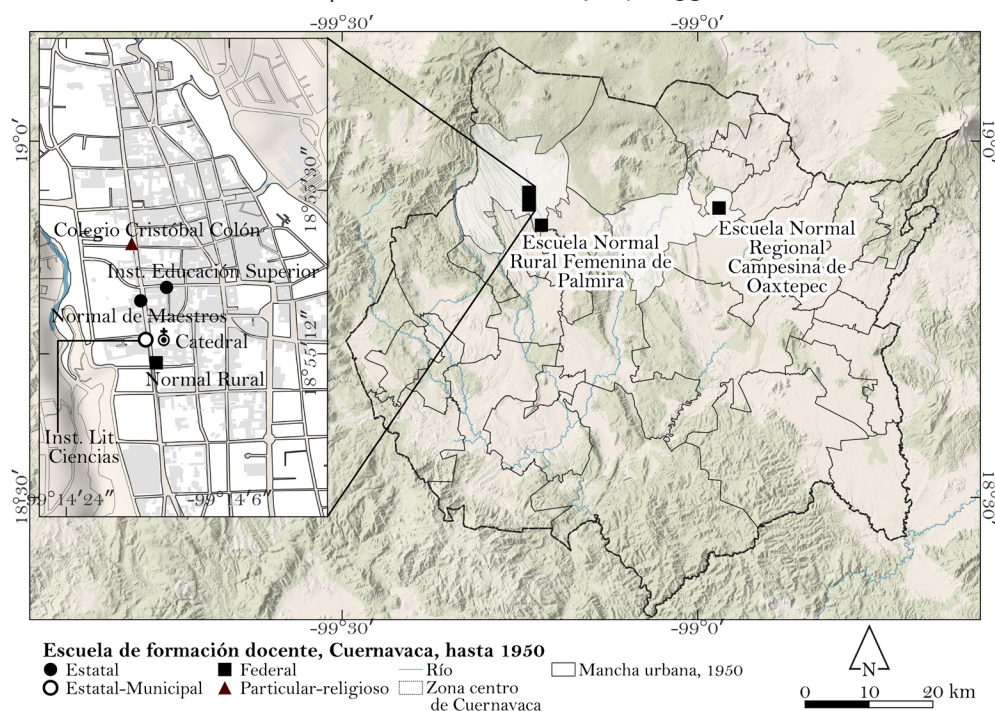 -99°30′
-99°0′
19°0′
19°0′
Colegio Cristóbal Colón
18°55′30″
Inst. Educación Superior
Normal de Maestros
Catedral
18°55′12″
Normal Rural
Inst. Lit.
Ciencias
-99°14′24″
-99°14′6″
Escuela Normal
Rural Femenina de
Palmira
Escuela Normal
Regional
Campesina de
Oaxtepec
18°30′
18°30′
-99°30′
-99°0′
Escuela de formación docente, Cuernavaca, hasta 1950
Estatal
Federal
Río
Mancha urbana, 1950
Estatal-Municipal
Particular-religioso
Zona centro
de Cuernavaca
N
0 10 20 km